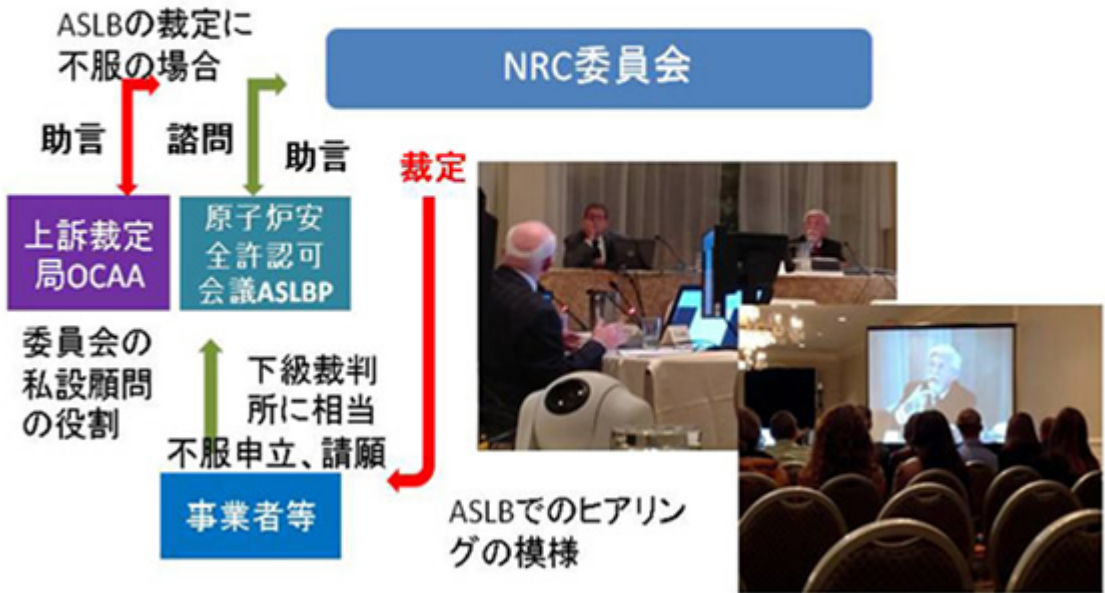 ASLBの裁定に
不服の場合
NRC委員会
助言
諮問
助言
裁定
上訴裁定
局OCAA
原子炉安
全許認可
会議ASLBP
委員会の
私設顧問
の役割
下級裁判
所に相当
不服申立、請願
事業者等
ASLBでのヒアリン
グの模様